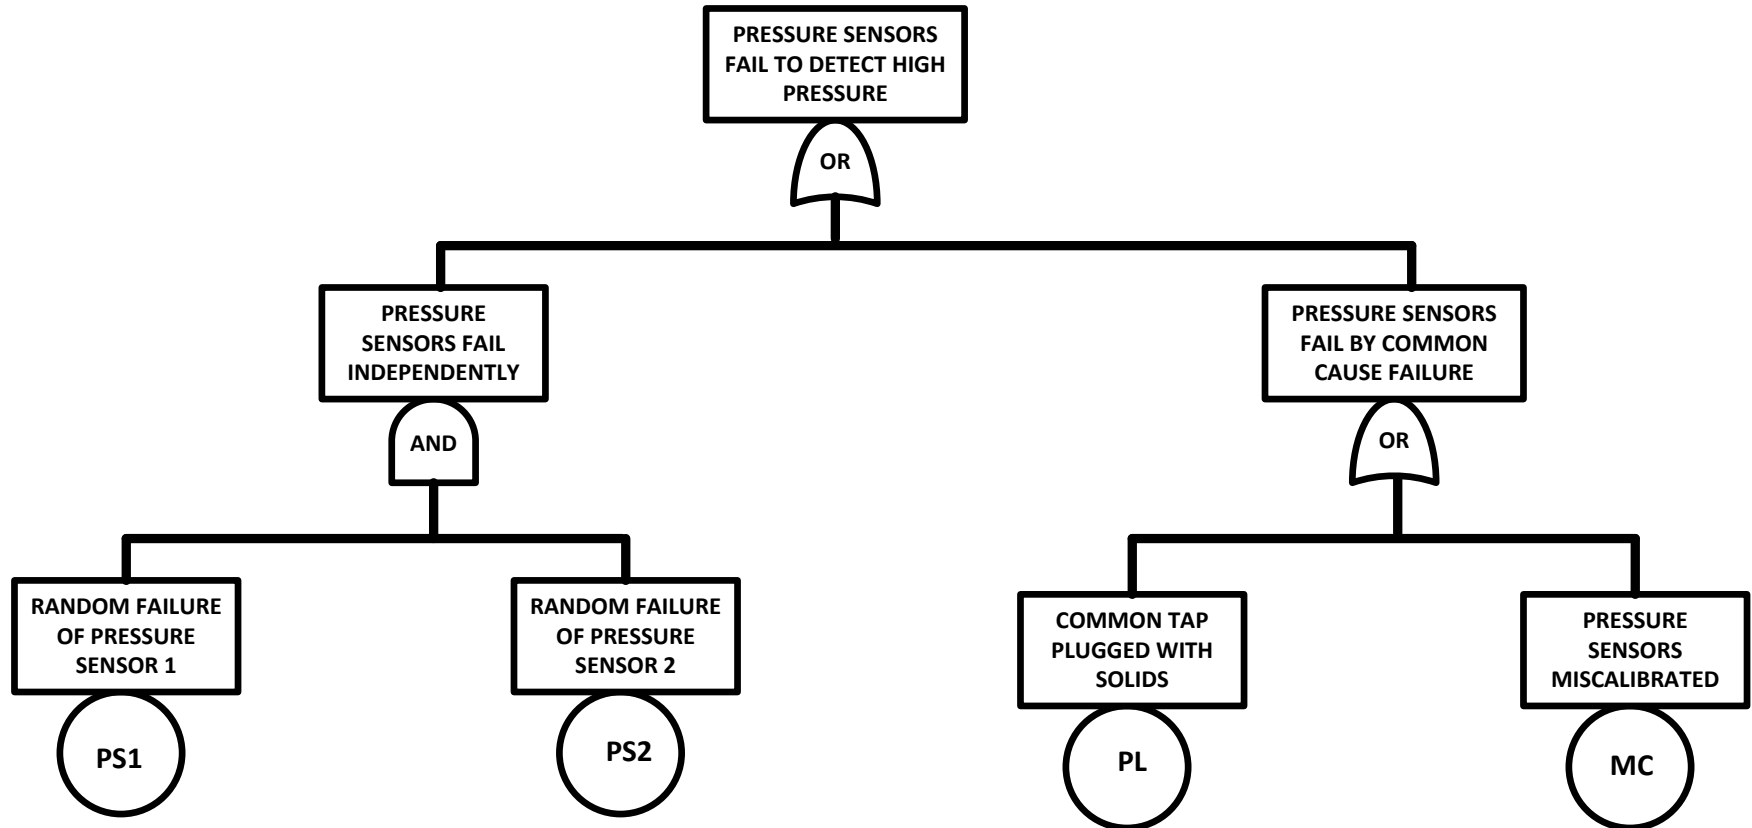 PRESSURE SENSORS
FAIL TO DETECT HIGH
PRESSURE
OR
PRESSURE
SENSORS FAIL
INDEPENDENTLY
PRESSURE SENSORS
FAIL BY COMMON
CAUSE FAILURE
AND
OR
RANDOM FAILURE
OF PRESSURE
SENSOR 1
RANDOM FAILURE
OF PRESSURE
SENSOR 2
COMMON TAP
PLUGGED WITH
SOLIDS
PRESSURE
SENSORS
MISCALIBRATED
PS1
PS2
PL
MC